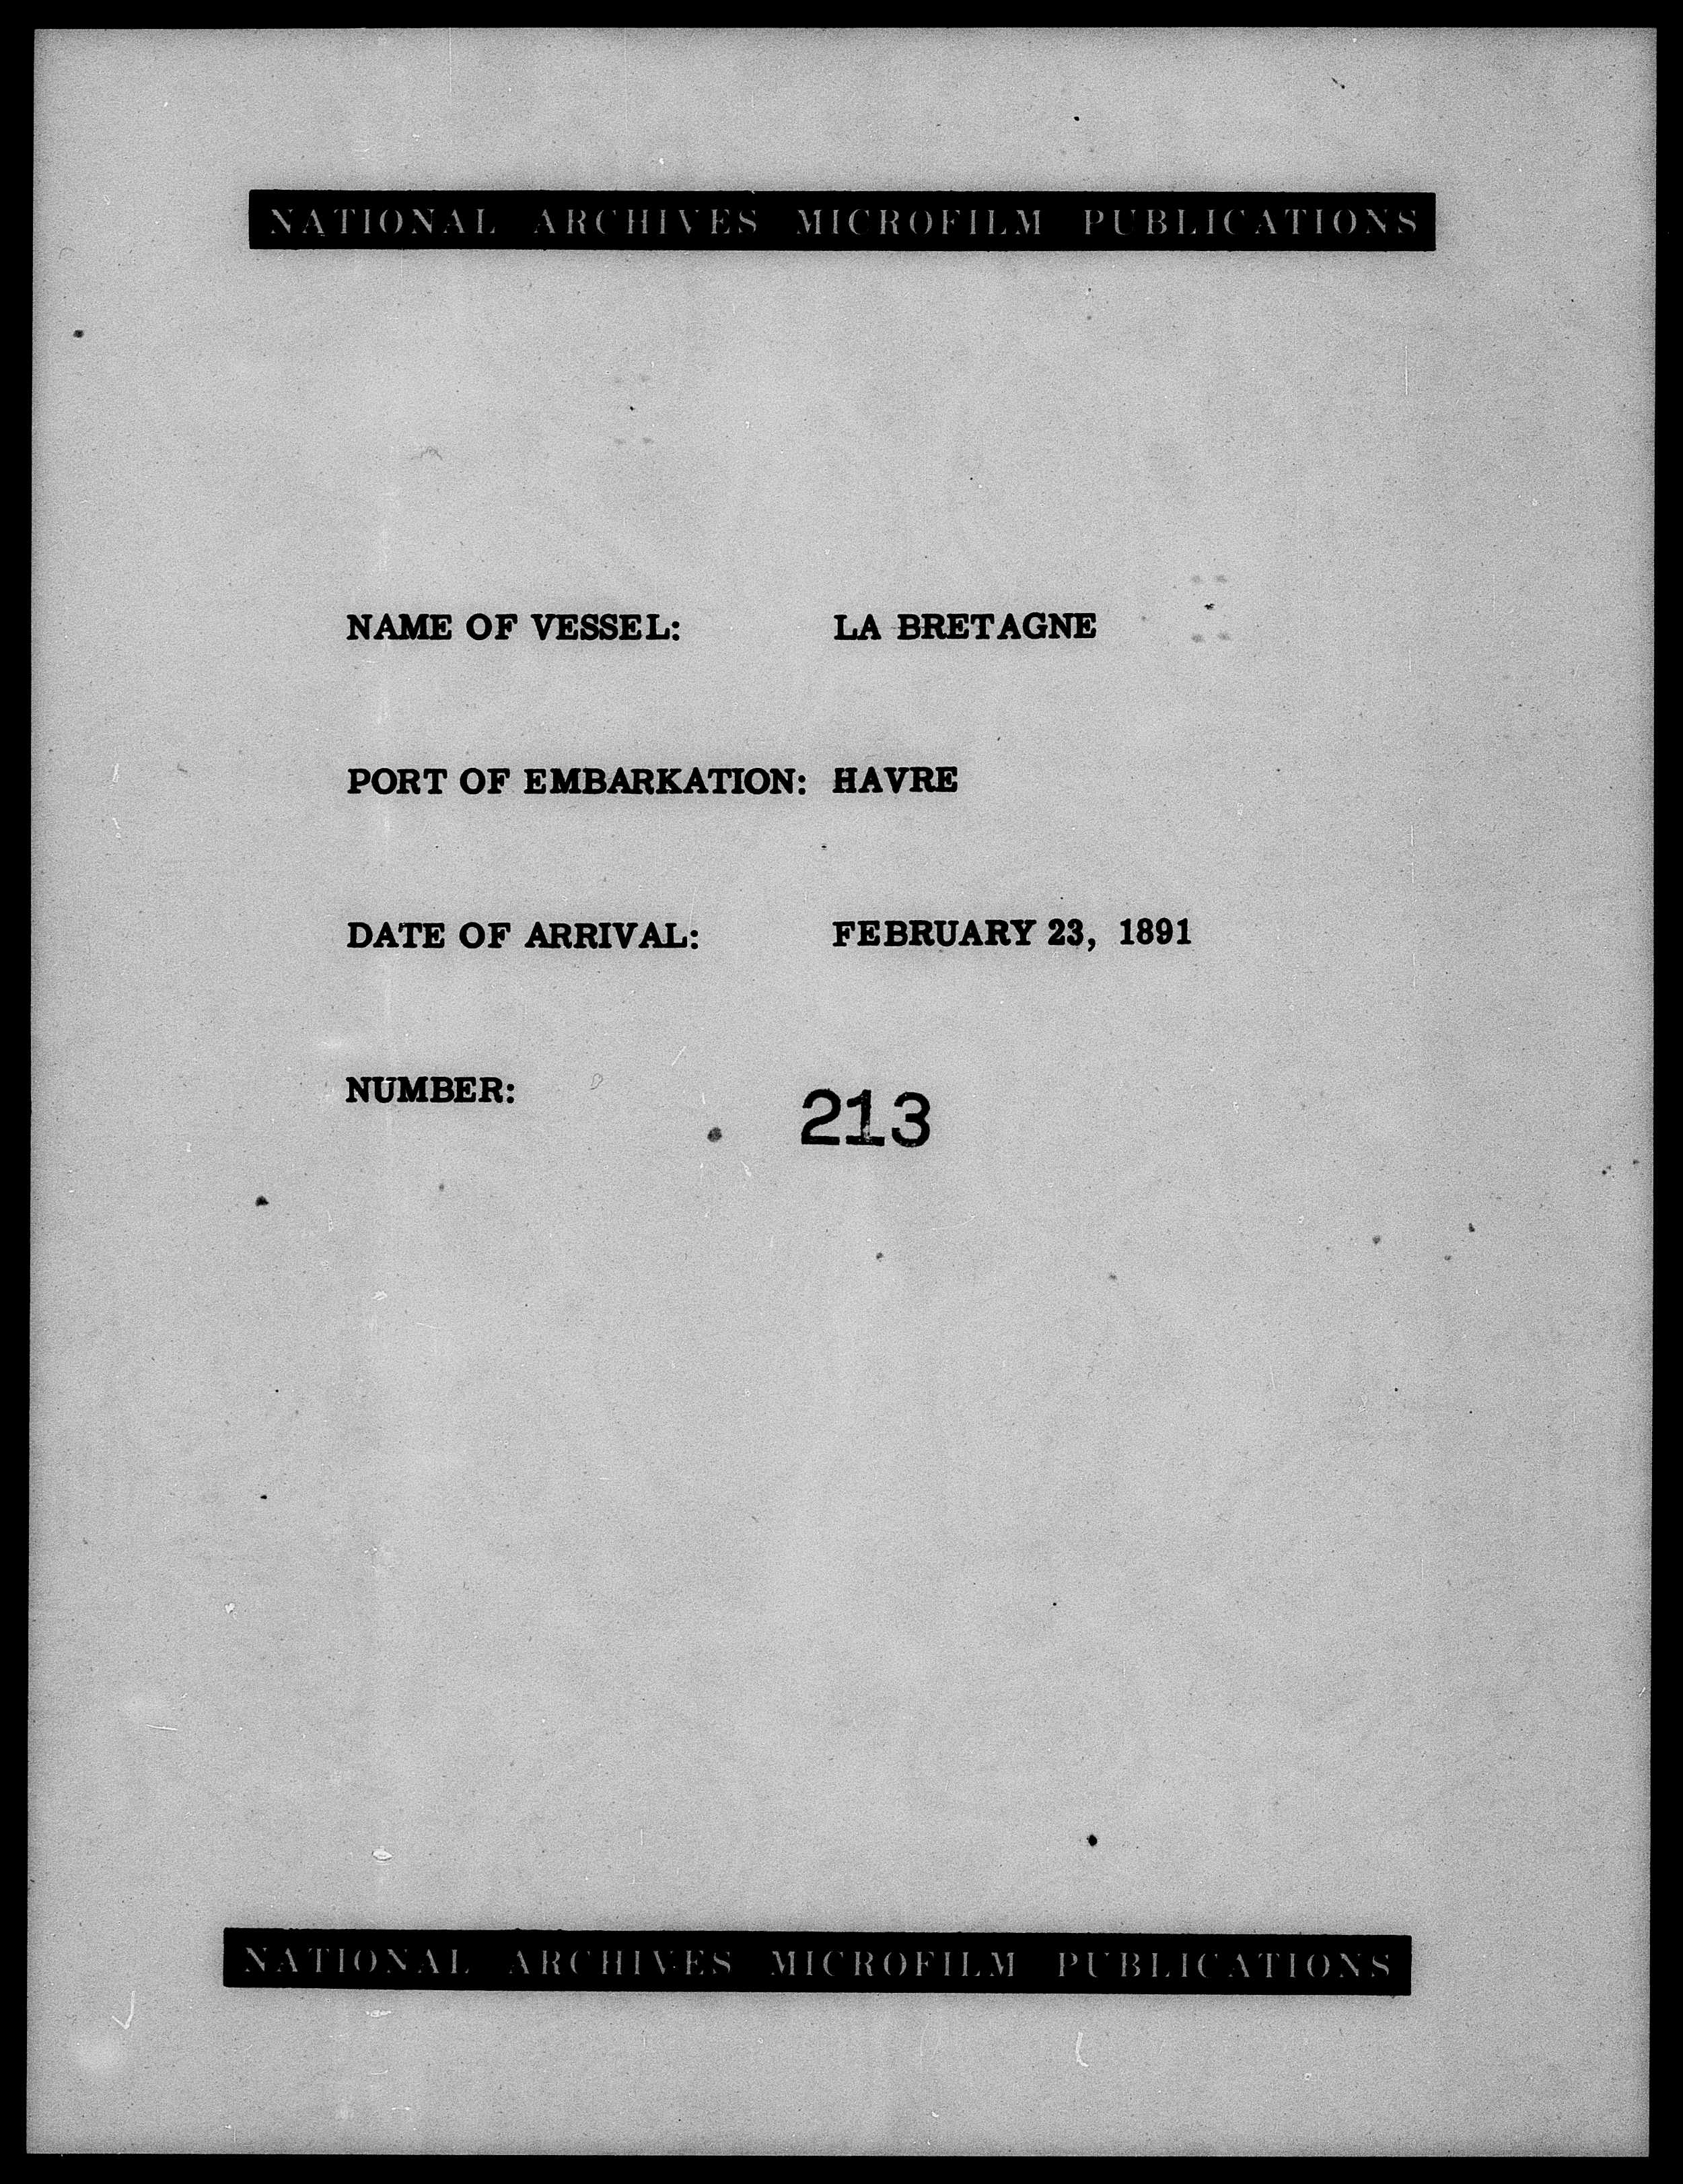 NATIONAL ARCHIVES MICROFILM PUBLICATIONS
NAME OF VESSEL: LA BRETAGNE
PORT OF EMBARKATION: HAVRE
DATE OF ARRIVAL: FEBRUARY 23, 1891
NUMBER: 213
NATIONAL ARCHIVES MICROFILM PUBLICATIONS